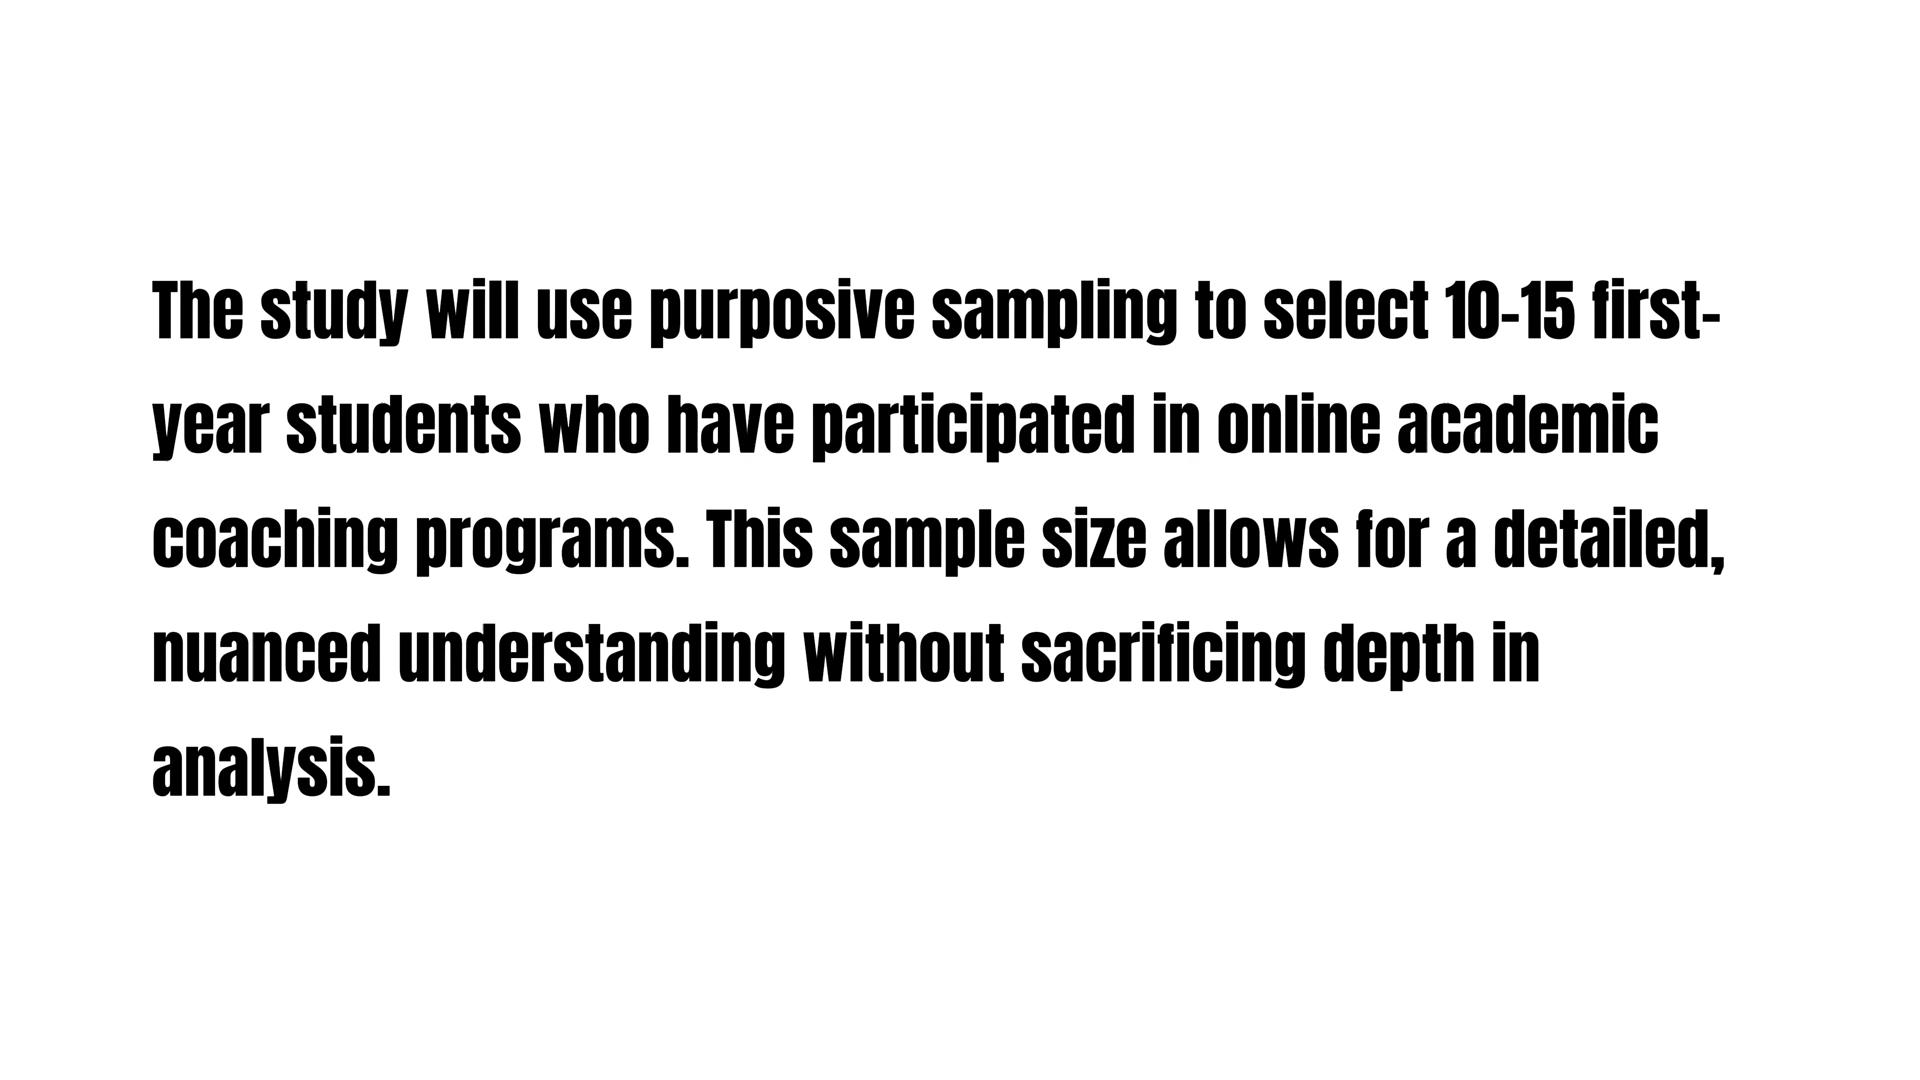 The study will use purposive sampling to select 10-15 first-
year students who have participated in online academic
coaching programs. This sample size allows for a detailed,
nuanced understanding without sacrificing depth in
analysis.